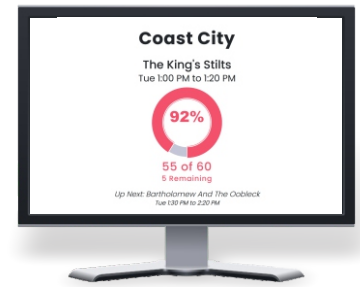 Coast City
The King's Stilts
Tue 1:00 PM to 1:20 PM
92%
55 of 60
5 Remaining
Up Next: Bartholomew And The Oobleck
Tue 1:30 PM to 2:20 PM